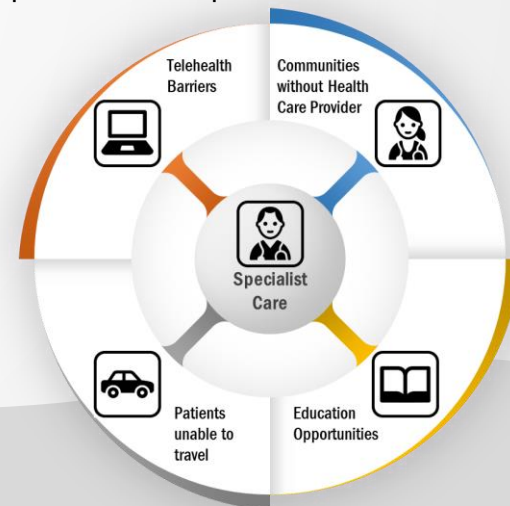 Telehealth
Barriers
Communities
without Health
Care Provider
Specialist
Care
Patients
unable to
travel
Education
Opportunities